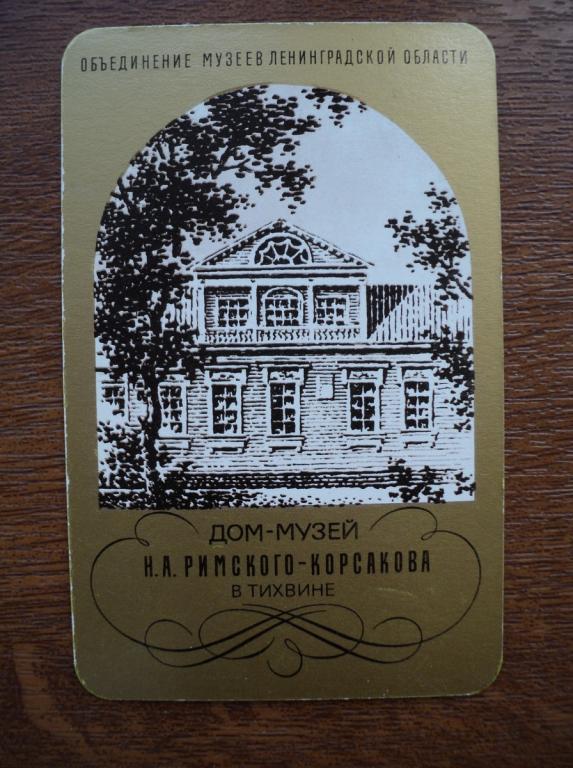 ОБЪЕДИНЕНИЕ МУЗЕЕВ ЛЕНИНГРАДСКОЙ ОБЛАСТИ
ДОМ-МУЗЕЙ
Н.А. РИМСКОГО-КОРСАКОВА
В ТИХВИНЕ